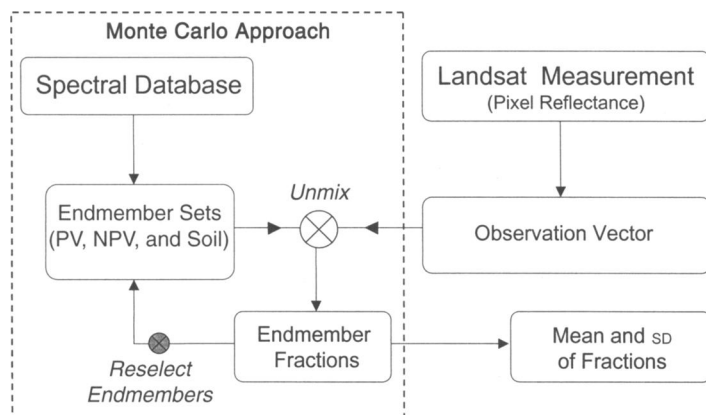 Monte Carlo Approach
Spectral Database
Landsat Measurement
(Pixel Reflectance)
Unmix
Endmember Sets
(PV, NPV, and Soil)
Observation Vector
Endmember
Fractions
Mean and SD
of Fractions
Reselect
Endmembers